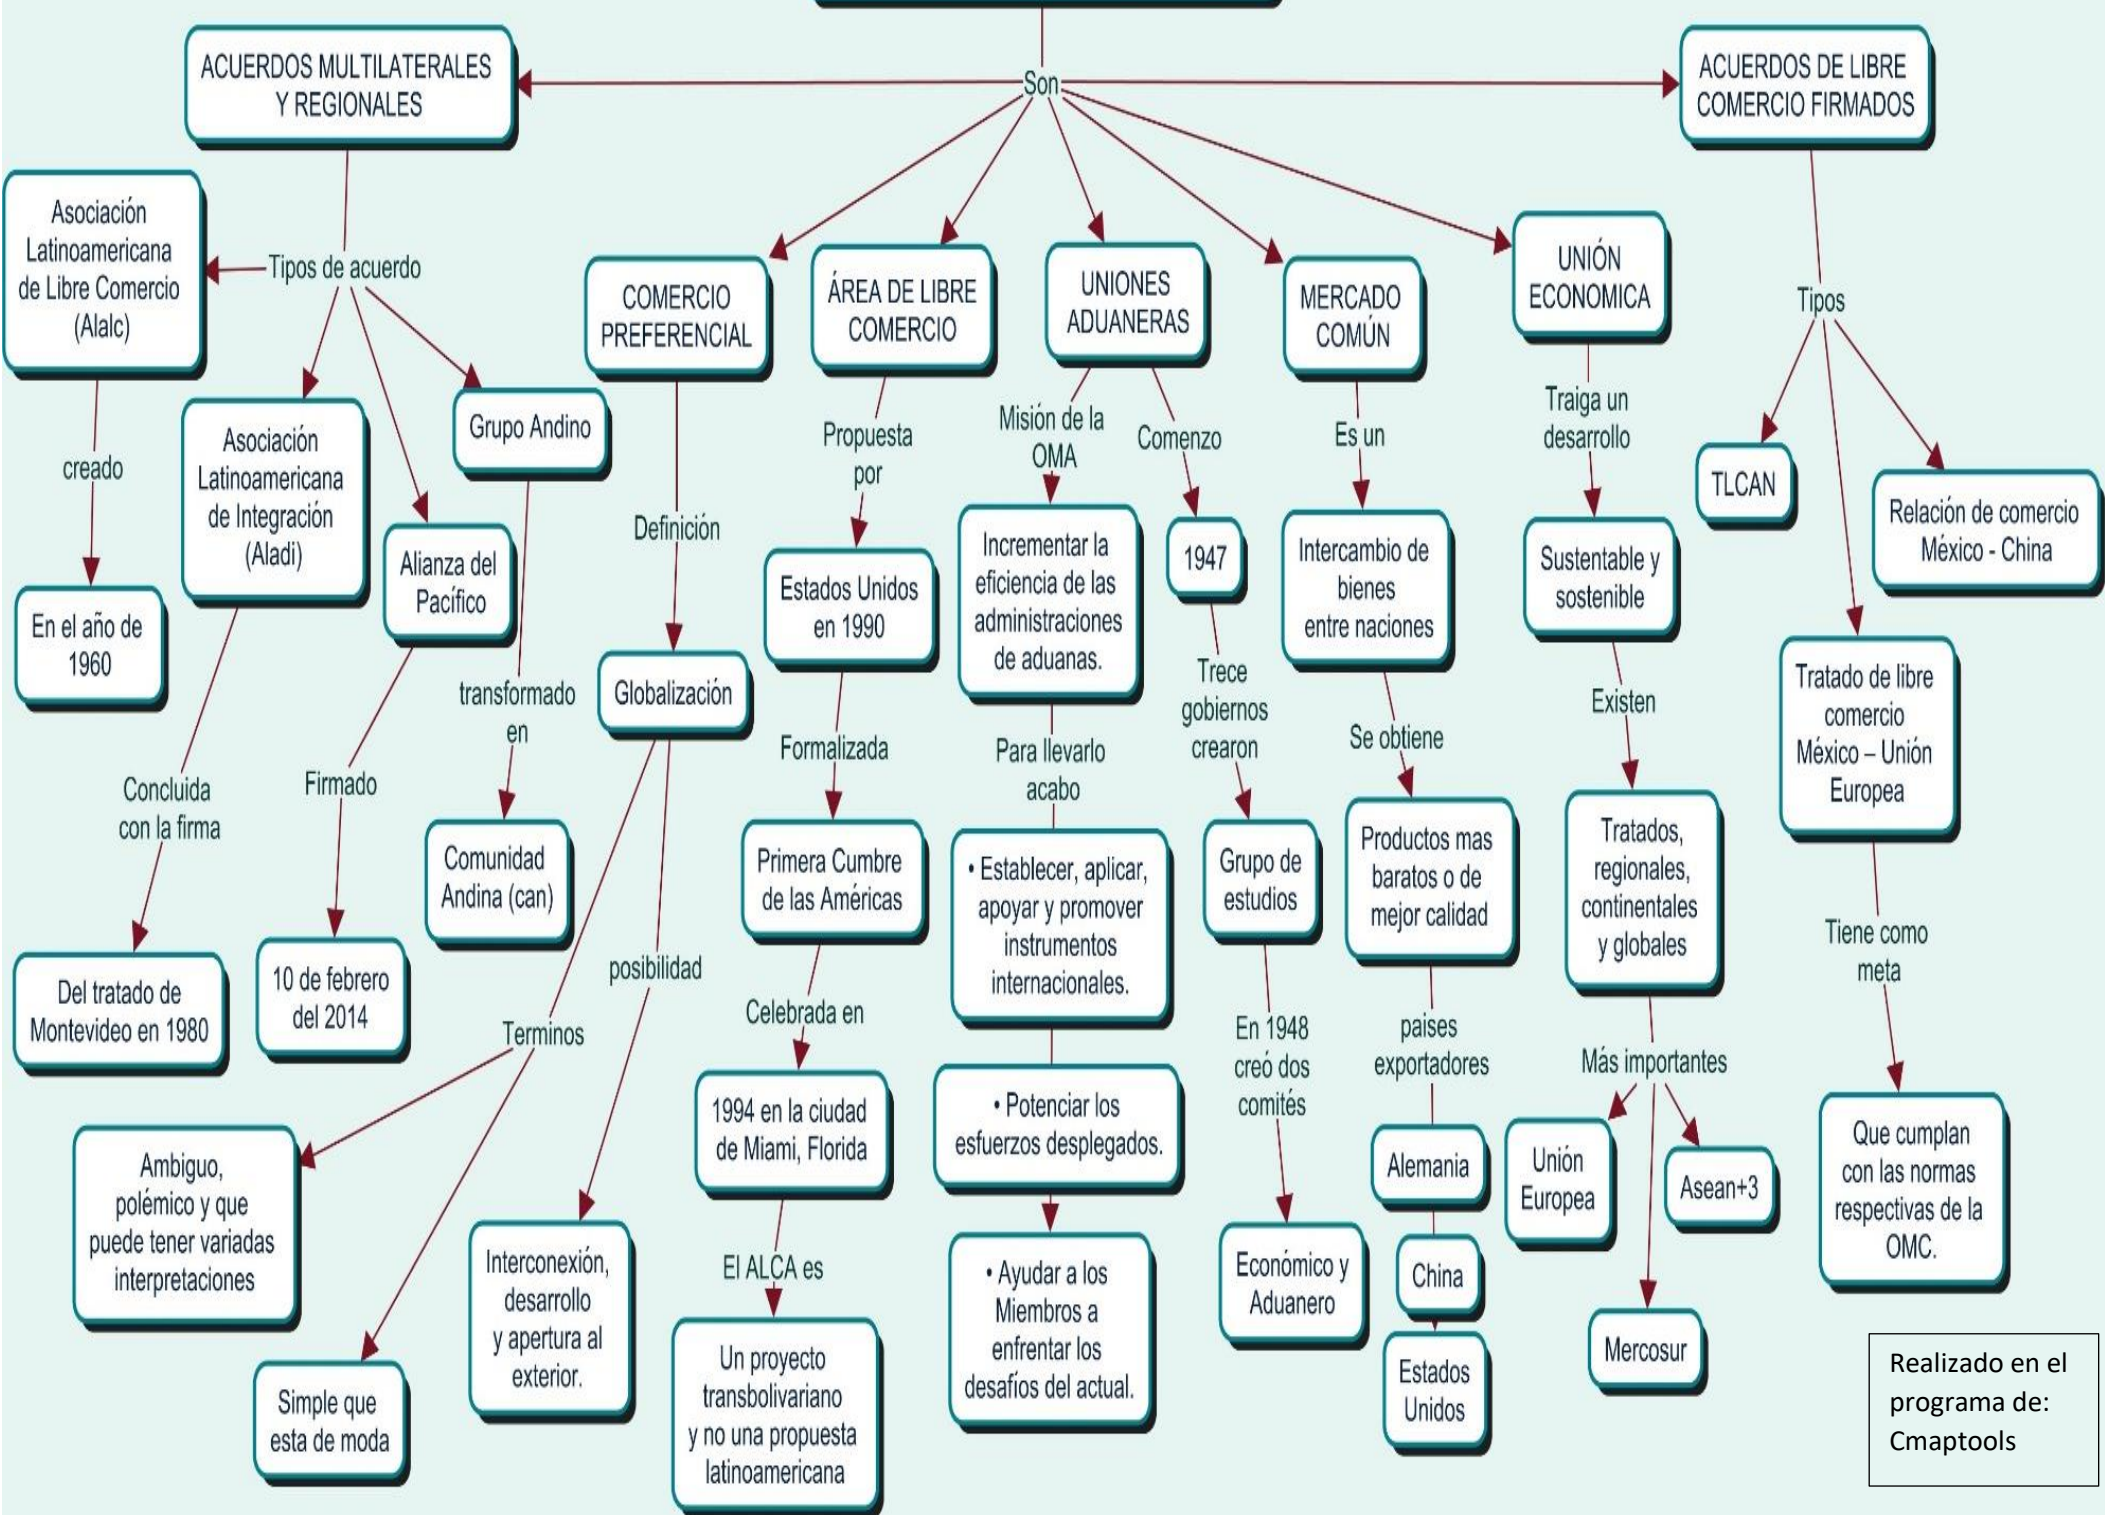 Son
ACUERDOS MULTILATERALES
Y REGIONALES
Tipos de acuerdo
Asociación
Latinoamericana
de Libre Comercio
(Alalc)
creado
En el año de
1960
Asociación
Latinoamericana
de Integración
(Aladi)
Concluida
con la firma
Del tratado de
Montevideo en 1980
Alianza del
Pacífico
Firmado
10 de febrero
del 2014
Grupo Andino
transformado
en
Comunidad
Andina (can)
COMERCIO
PREFERENCIAL
Definición
Globalización
Terminos
Ambiguo,
polémico y que
puede tener variadas
interpretaciones
Simple que
esta de moda
posibilidad
Interconexión,
desarrollo
y apertura al
exterior.
ÁREA DE LIBRE
COMERCIO
Propuesta
por
Estados Unidos
en 1990
Formalizada
Primera Cumbre
de las Américas
Celebrada en
1994 en la ciudad
de Miami, Florida
El ALCA es
Un proyecto
transbolivariano
y no una propuesta
latinoamericana
UNIONES
ADUANERAS
Misión de la
OMA
Incrementar la
eficiencia de las
administraciones
de aduanas.
Para llevarlo
acabo
• Establecer, aplicar,
apoyar y promover
instrumentos
internacionales.
• Potenciar los
esfuerzos desplegados.
• Ayudar a los
Miembros a
enfrentar los
desafíos del actual.
Comenzo
1947
Trece
gobiernos
crearon
Grupo de
estudios
En 1948
creó dos
comités
Económico y
Aduanero
MERCADO
COMÚN
Es un
Intercambio de
bienes
entre naciones
Se obtiene
Productos mas
baratos o de
mejor calidad
paises
exportadores
Alemania
China
Estados
Unidos
UNIÓN
ECONOMICA
Traiga un
desarrollo
Sustentable y
sostenible
Existen
Tratados,
regionales,
continentales
y globales
Más importantes
Unión
Europea
Mercosur
Asean+3
ACUERDOS DE LIBRE
COMERCIO FIRMADOS
Tipos
TLCAN
Tratado de libre
comercio
México – Unión
Europea
Tiene como
meta
Que cumplan
con las normas
respectivas de la
OMC.
Relación de comercio
México - China
Realizado en el
programa de:
Cmaptools